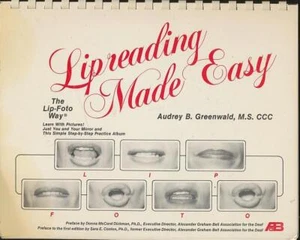 Lipreading
Made Easy
The
Lip-Foto
Way®
Learn With Pictures!
Just You and Your Mirror and
This Simple Step-by-Step Practice Album
Audrey B. Greenwald, M.S. CCC
L I P
F O T O
Preface by Donna McCord Dickman, Ph.D., Executive Director, Alexander Graham Bell Association for the Deaf
Preface to the first edition by Sara E. Conlon, Ph.D., former Executive Director, Alexander Graham Bell Association for the Deaf